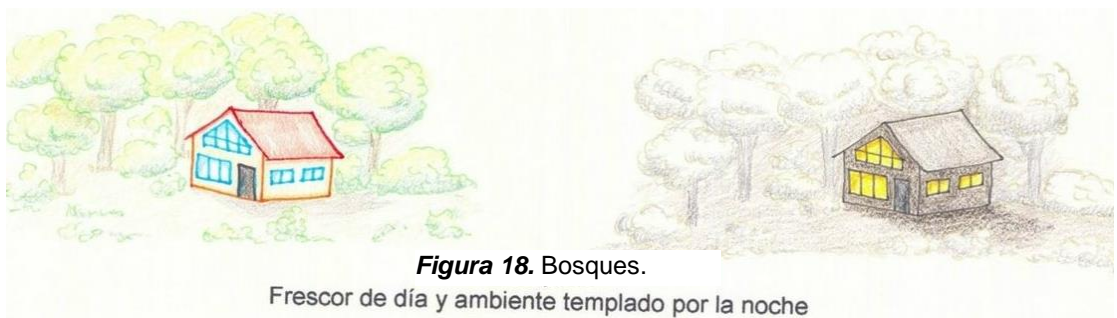 Figura 18. Bosques.
Frescor de día y ambiente templado por la noche